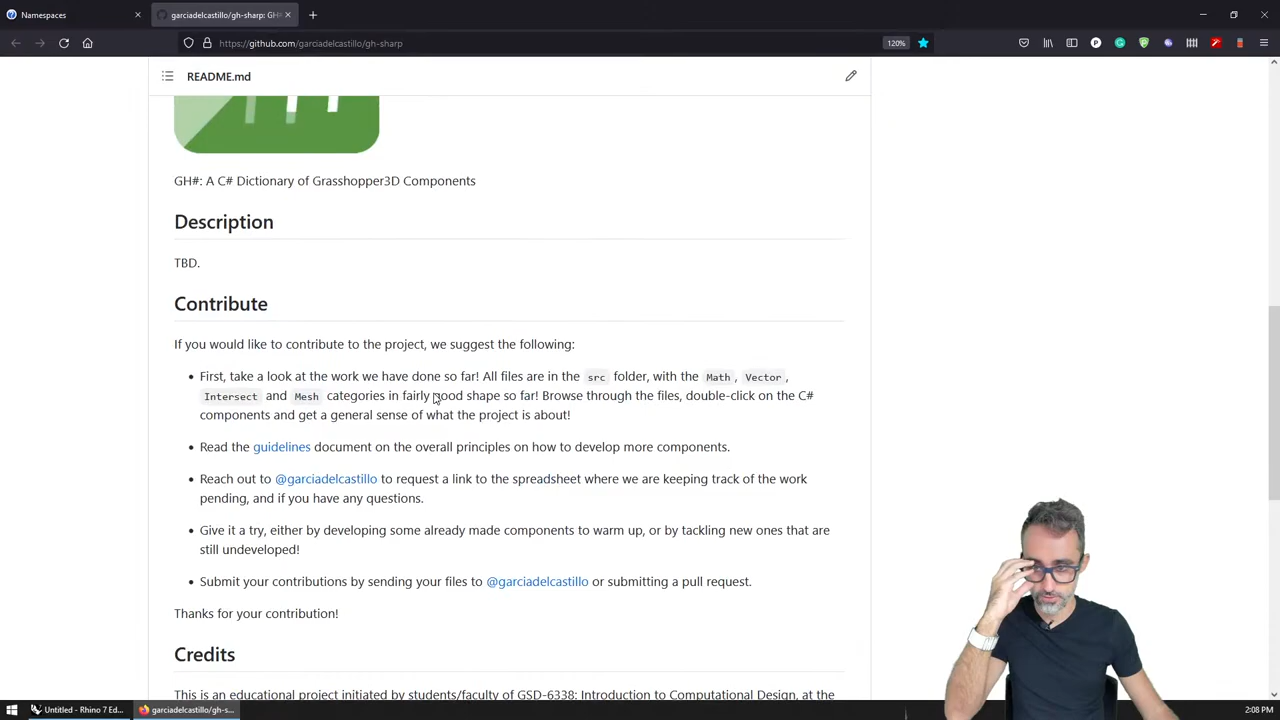 Namespaces
garciadelcastillo/gh-sharp: GH#
https://github.com/garciadelcastillo/gh-sharp
120%
README.md
GH#: A C# Dictionary of Grasshopper3D Components
Description
TBD.
Contribute
If you would like to contribute to the project, we suggest the following:
First, take a look at the work we have done so far! All files are in the src folder, with the Math, Vector,
Intersect and Mesh categories in fairly good shape so far! Browse through the files, double-click on the C#
components and get a general sense of what the project is about!
Read the guidelines document on the overall principles on how to develop more components.
Reach out to @garciadelcastillo to request a link to the spreadsheet where we are keeping track of the work
pending, and if you have any questions.
Give it a try, either by developing some already made components to warm up, or by tackling new ones that are
still undeveloped!
Submit your contributions by sending your files to @garciadelcastillo or submitting a pull request.
Thanks for your contribution!
Credits
This is an educational project initiated by students/faculty of GSD-6338: Introduction to Computational Design, at the
Untitled - Rhino 7 Ed...
garciadelcastillo/gh-s...
2:08 PM